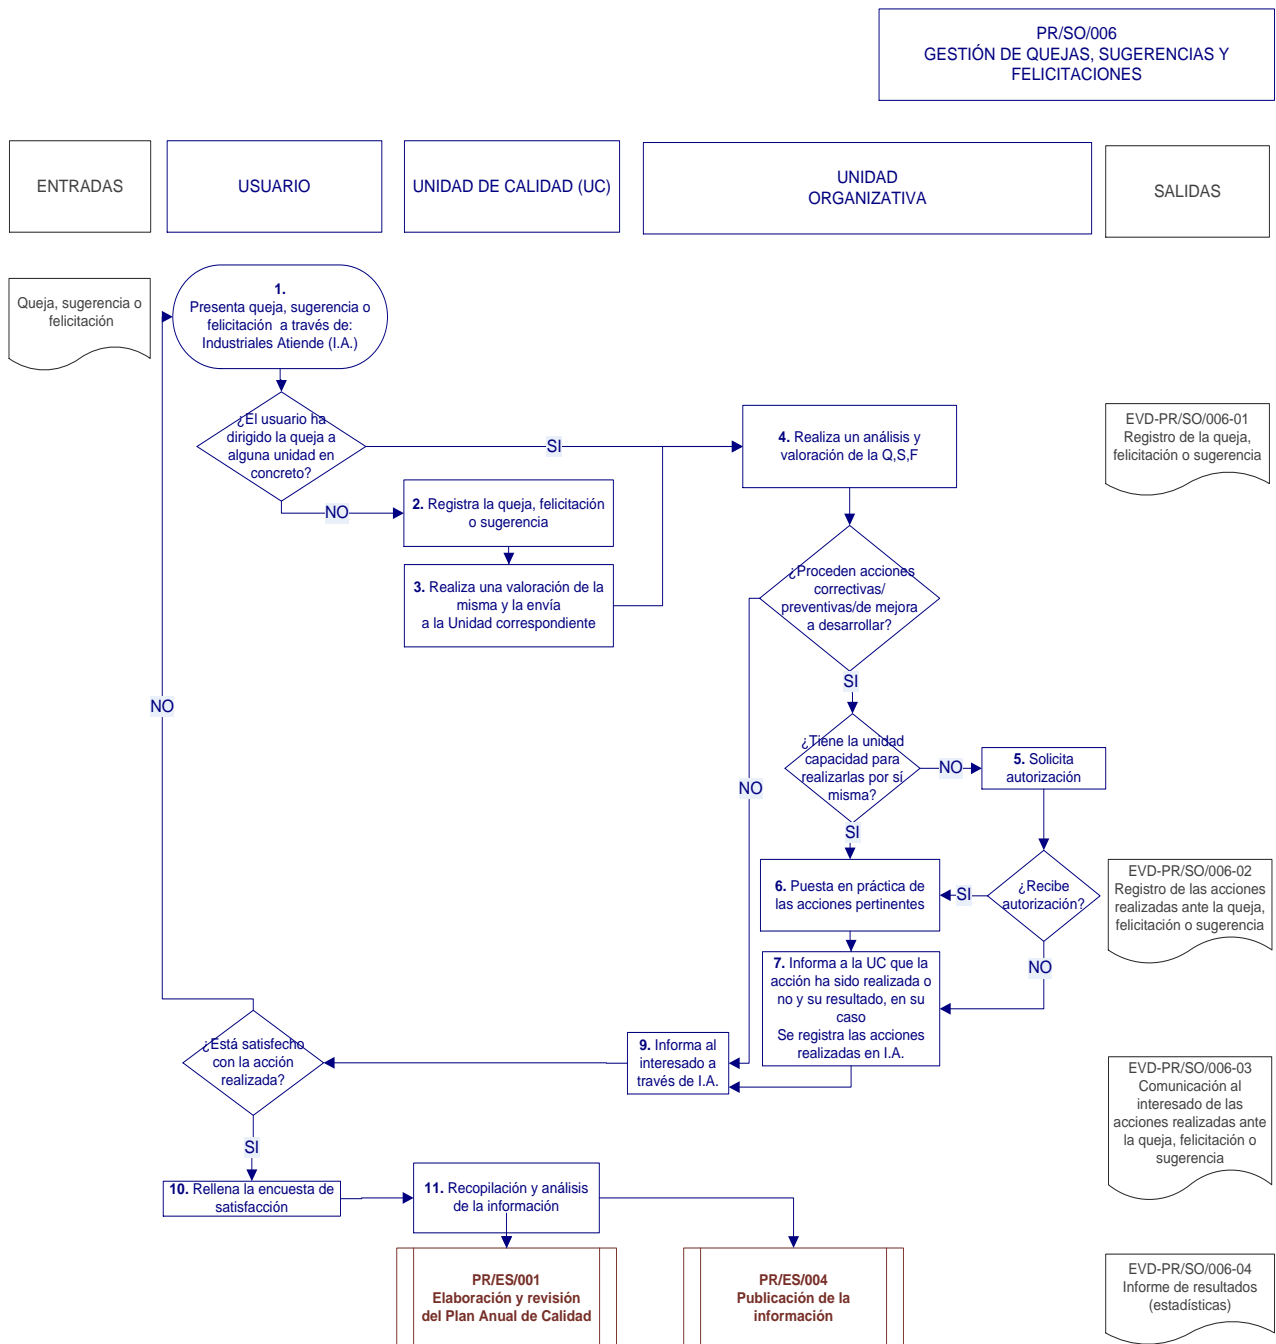 PR/SO/006
GESTIÓN DE QUEJAS, SUGERENCIAS Y
FELICITACIONES
ENTRADAS
USUARIO
UNIDAD DE CALIDAD (UC)
UNIDAD
ORGANIZATIVA
SALIDAS
Queja, sugerencia o
felicitación
1.
Presenta queja, sugerencia o
felicitación a través de:
Industriales Atiende (I.A.)
¿El usuario ha
dirigido la queja a
alguna unidad en
concreto?
SI
NO
2. Registra la queja, felicitación
o sugerencia
3. Realiza una valoración de la
misma y la envía
a la Unidad correspondiente
4. Realiza un análisis y
valoración de la Q,S,F
EVD-PR/SO/006-01
Registro de la queja,
felicitación o sugerencia
¿Proceden acciones
correctivas/
preventivas/de mejora
a desarrollar?
SI
NO
¿Tiene la unidad
capacidad para
realizarlas por sí
misma?
NO
SI
5. Solicita
autorización
¿Recibe
autorización?
SI
NO
6. Puesta en práctica de
las acciones pertinentes
EVD-PR/SO/006-02
Registro de las acciones
realizadas ante la queja,
felicitación o sugerencia
7. Informa a la UC que la
acción ha sido realizada o
no y su resultado, en su
caso
Se registra las acciones
realizadas en I.A.
9. Informa al
interesado a
través de I.A.
¿Está satisfecho
con la acción
realizada?
NO
SI
EVD-PR/SO/006-03
Comunicación al
interesado de las
acciones realizadas ante
la queja, felicitación o
sugerencia
10. Rellena la encuesta de
satisfacción
11. Recopilación y análisis
de la información
PR/ES/001
Elaboración y revisión
del Plan Anual de Calidad
PR/ES/004
Publicación de la
información
EVD-PR/SO/006-04
Informe de resultados
(estadísticas)